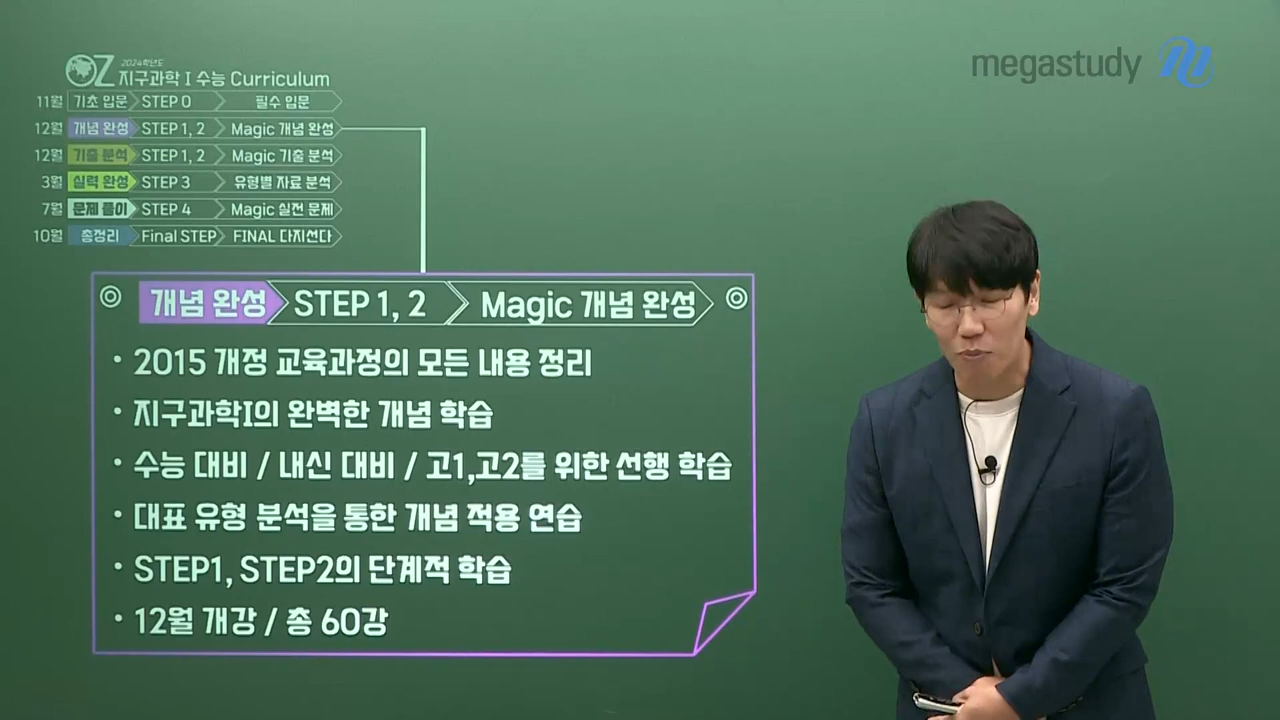 megastudy
OZ 2024학년도
지구과학 I 수능 Curriculum
11월 기초 입문 STEP 0 필수 입문
12월 개념 완성 STEP 1, 2 Magic 개념 완성
12월 기출 분석 STEP 1, 2 Magic 기출 분석
3월 실력 완성 STEP 3 유형별 자료 분석
7월 문제 풀이 STEP 4 Magic 실전 문제
10월 총정리 Final STEP FINAL 다지선다
개념 완성 STEP 1, 2 Magic 개념 완성
• 2015 개정 교육과정의 모든 내용 정리
• 지구과학I의 완벽한 개념 학습
• 수능 대비 / 내신 대비 / 고1,고2를 위한 선행 학습
• 대표 유형 분석을 통한 개념 적용 연습
• STEP1, STEP2의 단계적 학습
• 12월 개강 / 총 60강